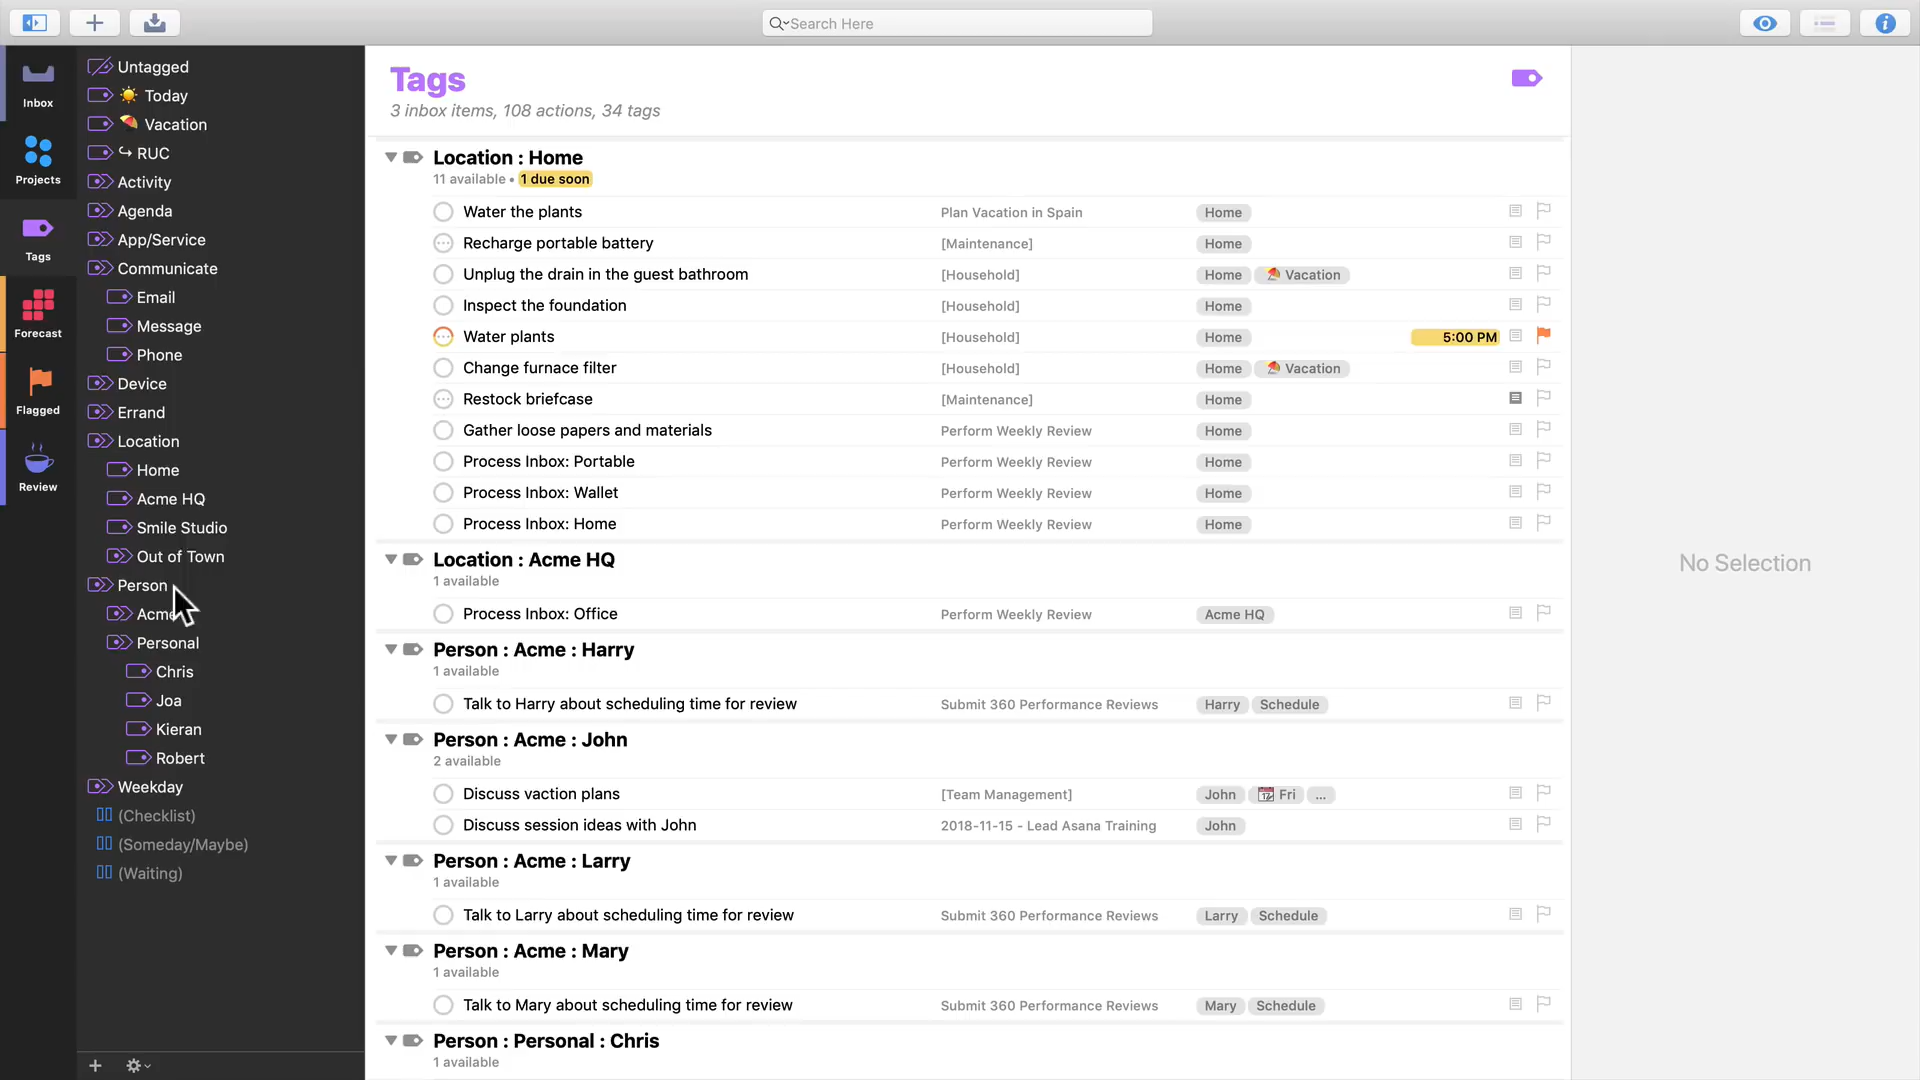 Search Here
Inbox
Projects
Tags
Forecast
Flagged
Review
Untagged
Today
Vacation
RUC
Activity
Agenda
App/Service
Communicate
Email
Message
Phone
Device
Errand
Location
Home
Acme HQ
Smile Studio
Out of Town
Person
Acme
Personal
Chris
Joa
Kieran
Robert
Weekday
(Checklist)
(Someday/Maybe)
(Waiting)
Tags
3 inbox items, 108 actions, 34 tags
Location : Home
11 available • 1 due soon
Water the plants Plan Vacation in Spain Home
Recharge portable battery [Maintenance] Home
Unplug the drain in the guest bathroom [Household] Home Vacation
Inspect the foundation [Household] Home
Water plants [Household] Home 5:00 PM
Change furnace filter [Household] Home Vacation
Restock briefcase [Maintenance] Home
Gather loose papers and materials Perform Weekly Review Home
Process Inbox: Portable Perform Weekly Review Home
Process Inbox: Wallet Perform Weekly Review Home
Process Inbox: Home Perform Weekly Review Home
Location : Acme HQ
1 available
Process Inbox: Office Perform Weekly Review Acme HQ
Person : Acme : Harry
1 available
Talk to Harry about scheduling time for review Submit 360 Performance Reviews Harry Schedule
Person : Acme : John
2 available
Discuss vaction plans [Team Management] John Fri ...
Discuss session ideas with John 2018-11-15 - Lead Asana Training John
Person : Acme : Larry
1 available
Talk to Larry about scheduling time for review Submit 360 Performance Reviews Larry Schedule
Person : Acme : Mary
1 available
Talk to Mary about scheduling time for review Submit 360 Performance Reviews Mary Schedule
Person : Personal : Chris
1 available
No Selection